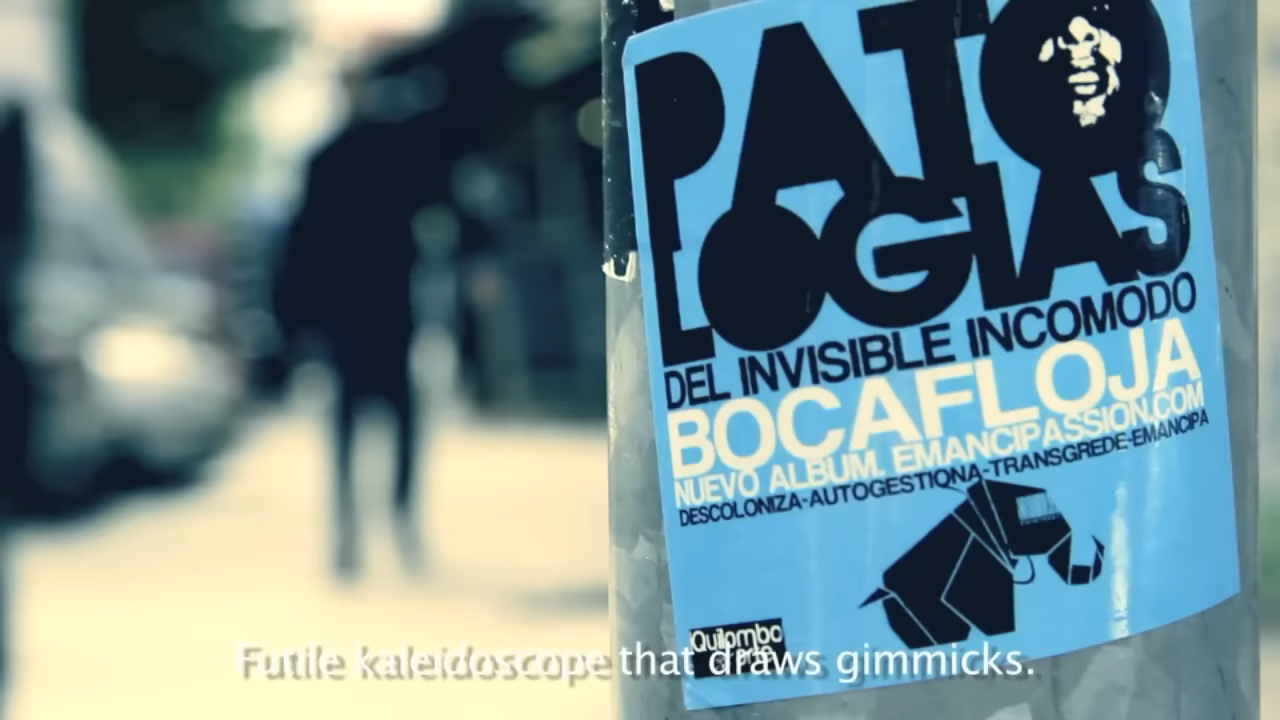 PATO
LOGIAS
DEL INVISIBLE INCOMODO
BOCAFLOJA
NUEVO ALBUM. EMANCIPASSION.COM
DESCOLONIZA-AUTOGESTIONA-TRANSGREDE-EMANCIPA
Quilombo
arte
Futile kaleidoscope that draws gimmicks.